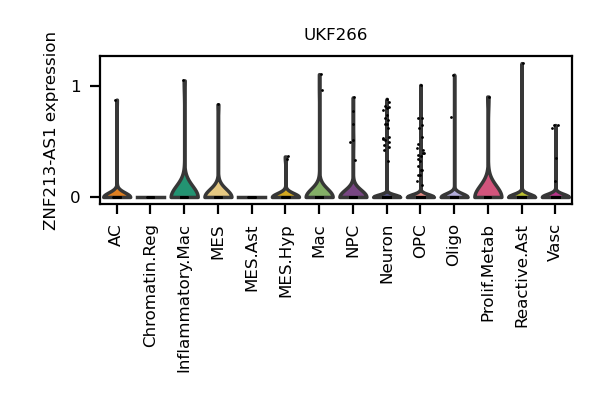 UKF266
ZNF213-AS1 expression
1
0
AC
Chromatin.Reg
Inflammatory.Mac
MES
MES.Ast
MES.Hyp
Mac
NPC
Neuron
OPC
Oligo
Prolif.Metab
Reactive.Ast
Vasc